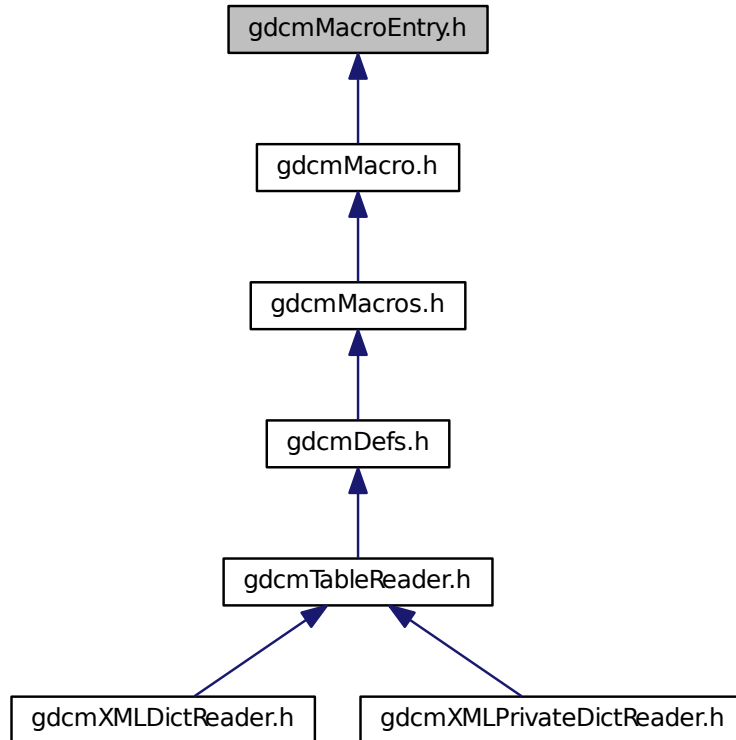 gdcmMacroEntry.h
gdcmMacro.h
gdcmMacros.h
gdcmDefs.h
gdcmTableReader.h
gdcmXMLDictReader.h
gdcmXMLPrivateDictReader.h